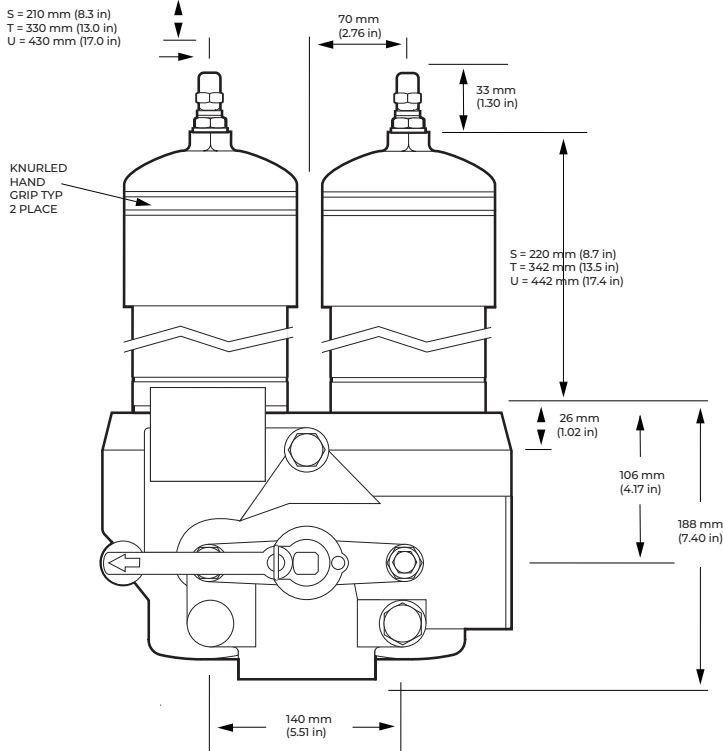 S = 210 mm (8.3 in)
T = 330 mm (13.0 in)
U = 430 mm (17.0 in)
70 mm
(2.76 in)
33 mm
(1.30 in)
KNURLED
HAND
GRIP TYP
2 PLACE
S = 220 mm (8.7 in)
T = 342 mm (13.5 in)
U = 442 mm (17.4 in)
26 mm
(1.02 in)
106 mm
(4.17 in)
188 mm
(7.40 in)
140 mm
(5.51 in)